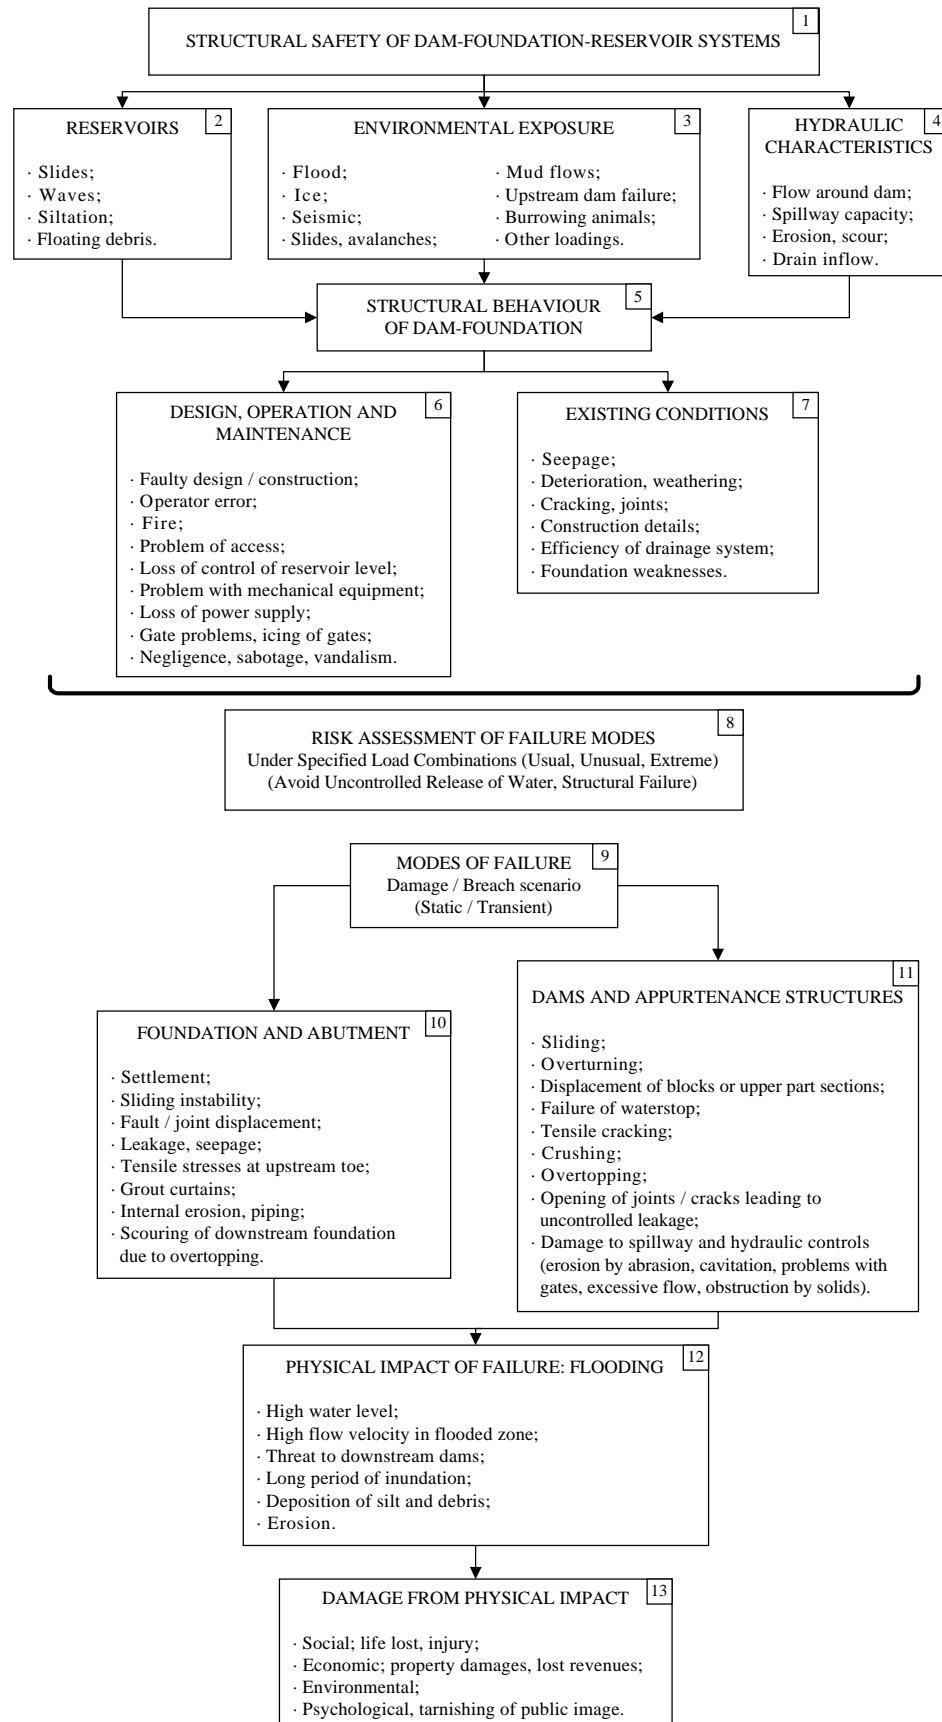 1
STRUCTURAL SAFETY OF DAM-FOUNDATION-RESERVOIR SYSTEMS
2
RESERVOIRS
· Slides;
· Waves;
· Siltation;
· Floating debris.
3
ENVIRONMENTAL EXPOSURE
· Flood;
· Ice;
· Seismic;
· Slides, avalanches;
· Mud flows;
· Upstream dam failure;
· Burrowing animals;
· Other loadings.
4
HYDRAULIC
CHARACTERISTICS
· Flow around dam;
· Spillway capacity;
· Erosion, scour;
· Drain inflow.
5
STRUCTURAL BEHAVIOUR
OF DAM-FOUNDATION
6
DESIGN, OPERATION AND
MAINTENANCE
· Faulty design / construction;
· Operator error;
· Fire;
· Problem of access;
· Loss of control of reservoir level;
· Problem with mechanical equipment;
· Loss of power supply;
· Gate problems, icing of gates;
· Negligence, sabotage, vandalism.
7
EXISTING CONDITIONS
· Seepage;
· Deterioration, weathering;
· Cracking, joints;
· Construction details;
· Efficiency of drainage system;
· Foundation weaknesses.
8
RISK ASSESSMENT OF FAILURE MODES
Under Specified Load Combinations (Usual, Unusual, Extreme)
(Avoid Uncontrolled Release of Water, Structural Failure)
9
MODES OF FAILURE
Damage / Breach scenario
(Static / Transient)
10
FOUNDATION AND ABUTMENT
· Settlement;
· Sliding instability;
· Fault / joint displacement;
· Leakage, seepage;
· Tensile stresses at upstream toe;
· Grout curtains;
· Internal erosion, piping;
· Scouring of downstream foundation
due to overtopping.
11
DAMS AND APPURTENANCE STRUCTURES
· Sliding;
· Overturning;
· Displacement of blocks or upper part sections;
· Failure of waterstop;
· Tensile cracking;
· Crushing;
· Overtopping;
· Opening of joints / cracks leading to
uncontrolled leakage;
· Damage to spillway and hydraulic controls
(erosion by abrasion, cavitation, problems with
gates, excessive flow, obstruction by solids).
12
PHYSICAL IMPACT OF FAILURE: FLOODING
· High water level;
· High flow velocity in flooded zone;
· Threat to downstream dams;
· Long period of inundation;
· Deposition of silt and debris;
· Erosion.
13
DAMAGE FROM PHYSICAL IMPACT
· Social; life lost, injury;
· Economic; property damages, lost revenues;
· Environmental;
· Psychological, tarnishing of public image.